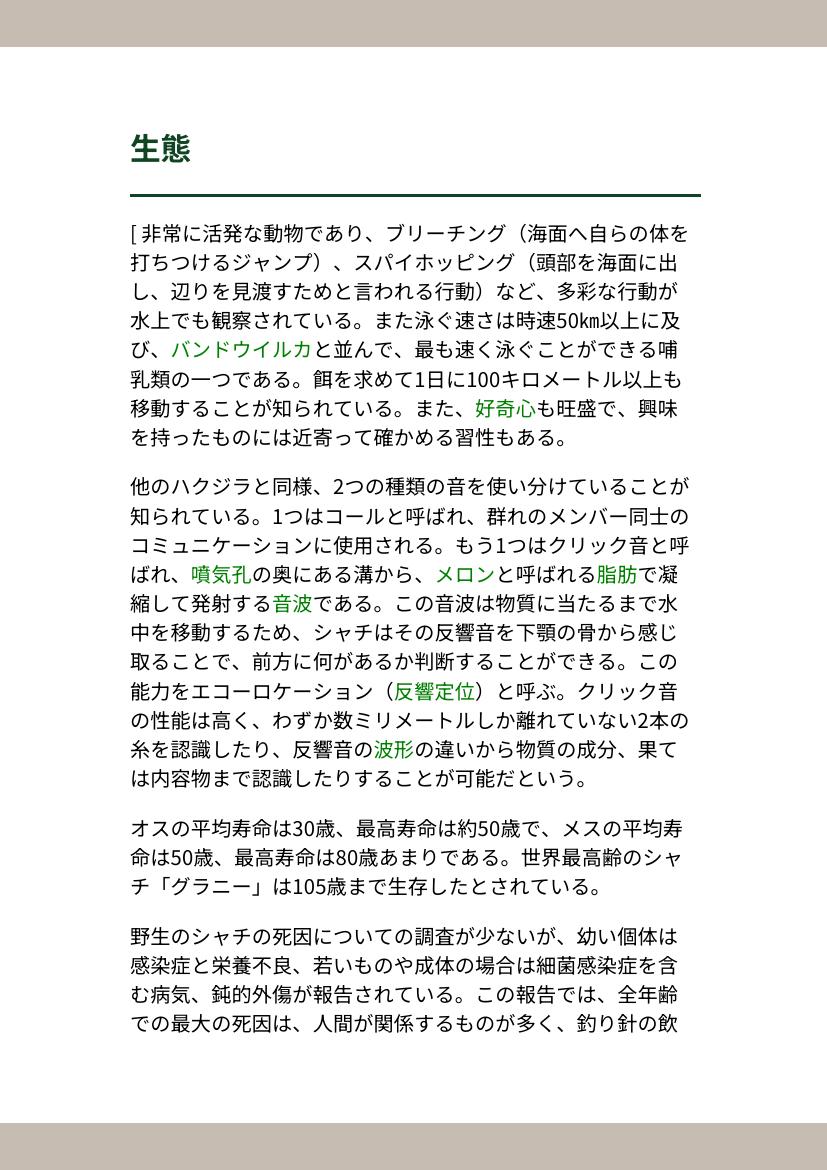 生態
[ 非常に活発な動物であり、ブリーチング（海面へ自らの体を
打ちつけるジャンプ）、スパイホッピング（頭部を海面に出
し、辺りを見渡すためと言われる行動）など、多彩な行動が
水上でも観察されている。また泳ぐ速さは時速50㎞以上に及
び、バンドウイルカと並んで、最も速く泳ぐことができる哺
乳類の一つである。餌を求めて1日に100キロメートル以上も
移動することが知られている。また、好奇心も旺盛で、興味
を持ったものには近寄って確かめる習性もある。
他のハクジラと同様、2つの種類の音を使い分けていることが
知られている。1つはコールと呼ばれ、群れのメンバー同士の
コミュニケーションに使用される。もう1つはクリック音と呼
ばれ、噴気孔の奥にある溝から、メロンと呼ばれる脂肪で凝
縮して発射する音波である。この音波は物質に当たるまで水
中を移動するため、シャチはその反響音を下顎の骨から感じ
取ることで、前方に何があるか判断することができる。この
能力をエコーロケーション（反響定位）と呼ぶ。クリック音
の性能は高く、わずか数ミリメートルしか離れていない2本の
糸を認識したり、反響音の波形の違いから物質の成分、果て
は内容物まで認識したりすることが可能だという。
オスの平均寿命は30歳、最高寿命は約50歳で、メスの平均寿
命は50歳、最高寿命は80歳あまりである。世界最高齢のシャ
チ「グラニー」は105歳まで生存したとされている。
野生のシャチの死因についての調査が少ないが、幼い個体は
感染症と栄養不良、若いものや成体の場合は細菌感染症を含
む病気、鈍的外傷が報告されている。この報告では、全年齢
での最大の死因は、人間が関係するものが多く、釣り針の飲